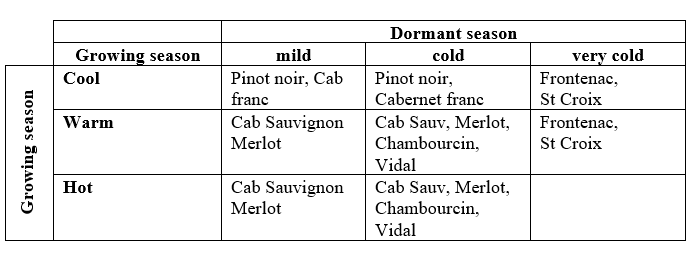 Dormant season
Growing season
mild
cold
very cold
Growing season
Cool
Pinot noir, Cab
franc
Pinot noir,
Cabernet franc
Frontenac,
St Croix
Warm
Cab Sauvignon
Merlot
Cab Sauv, Merlot,
Chambourcin,
Vidal
Frontenac,
St Croix
Hot
Cab Sauvignon
Merlot
Cab Sauv, Merlot,
Chambourcin,
Vidal